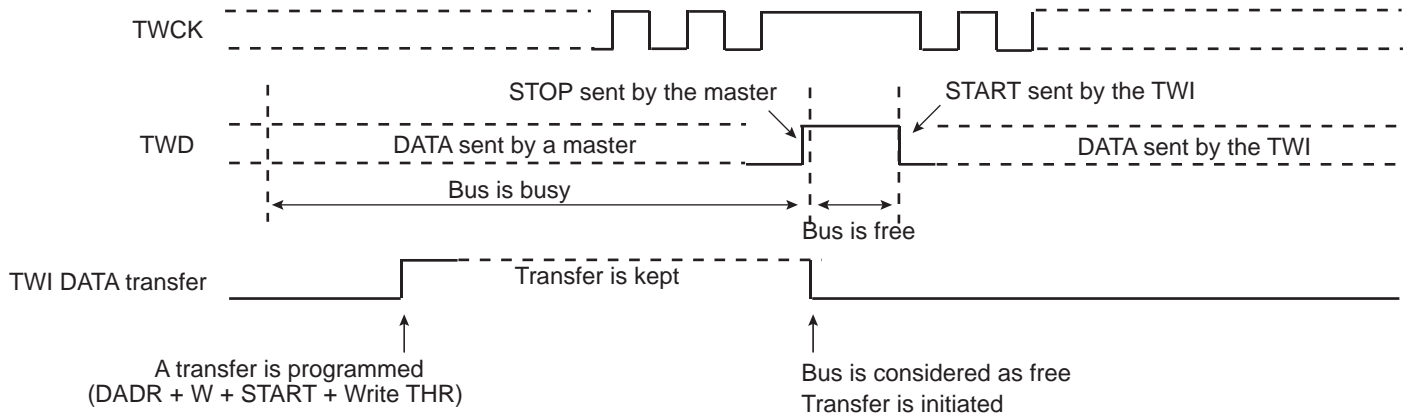 TWCK
STOP sent by the master
START sent by the TWI
TWD
DATA sent by a master
DATA sent by the TWI
Bus is busy
Bus is free
TWI DATA transfer
Transfer is kept
A transfer is programmed
(DADR + W + START + Write THR)
Bus is considered as free
Transfer is initiated